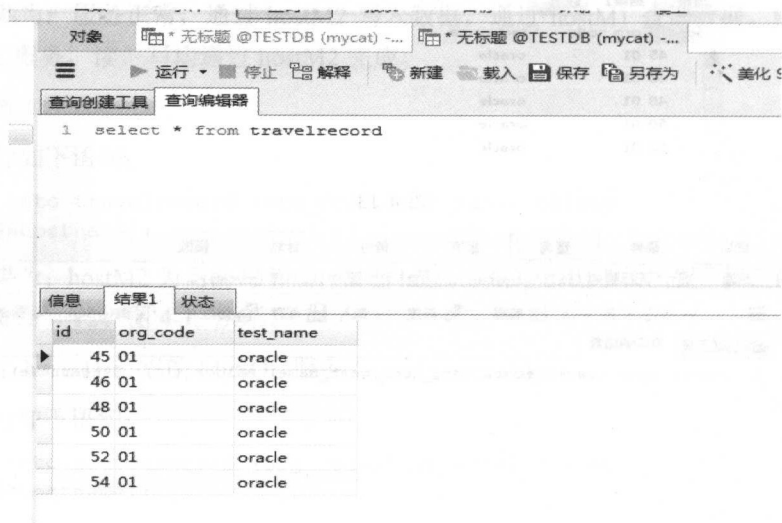 对象 * 无标题 @TESTDB (mycat) -... * 无标题 @TESTDB (mycat) -...
运行 停止 解释 新建 载入 保存 另存为 美化 S
查询创建工具 查询编辑器
1 select * from travelrecord
信息 结果1 状态
id org_code test_name
45 01 oracle
46 01 oracle
48 01 oracle
50 01 oracle
52 01 oracle
54 01 oracle